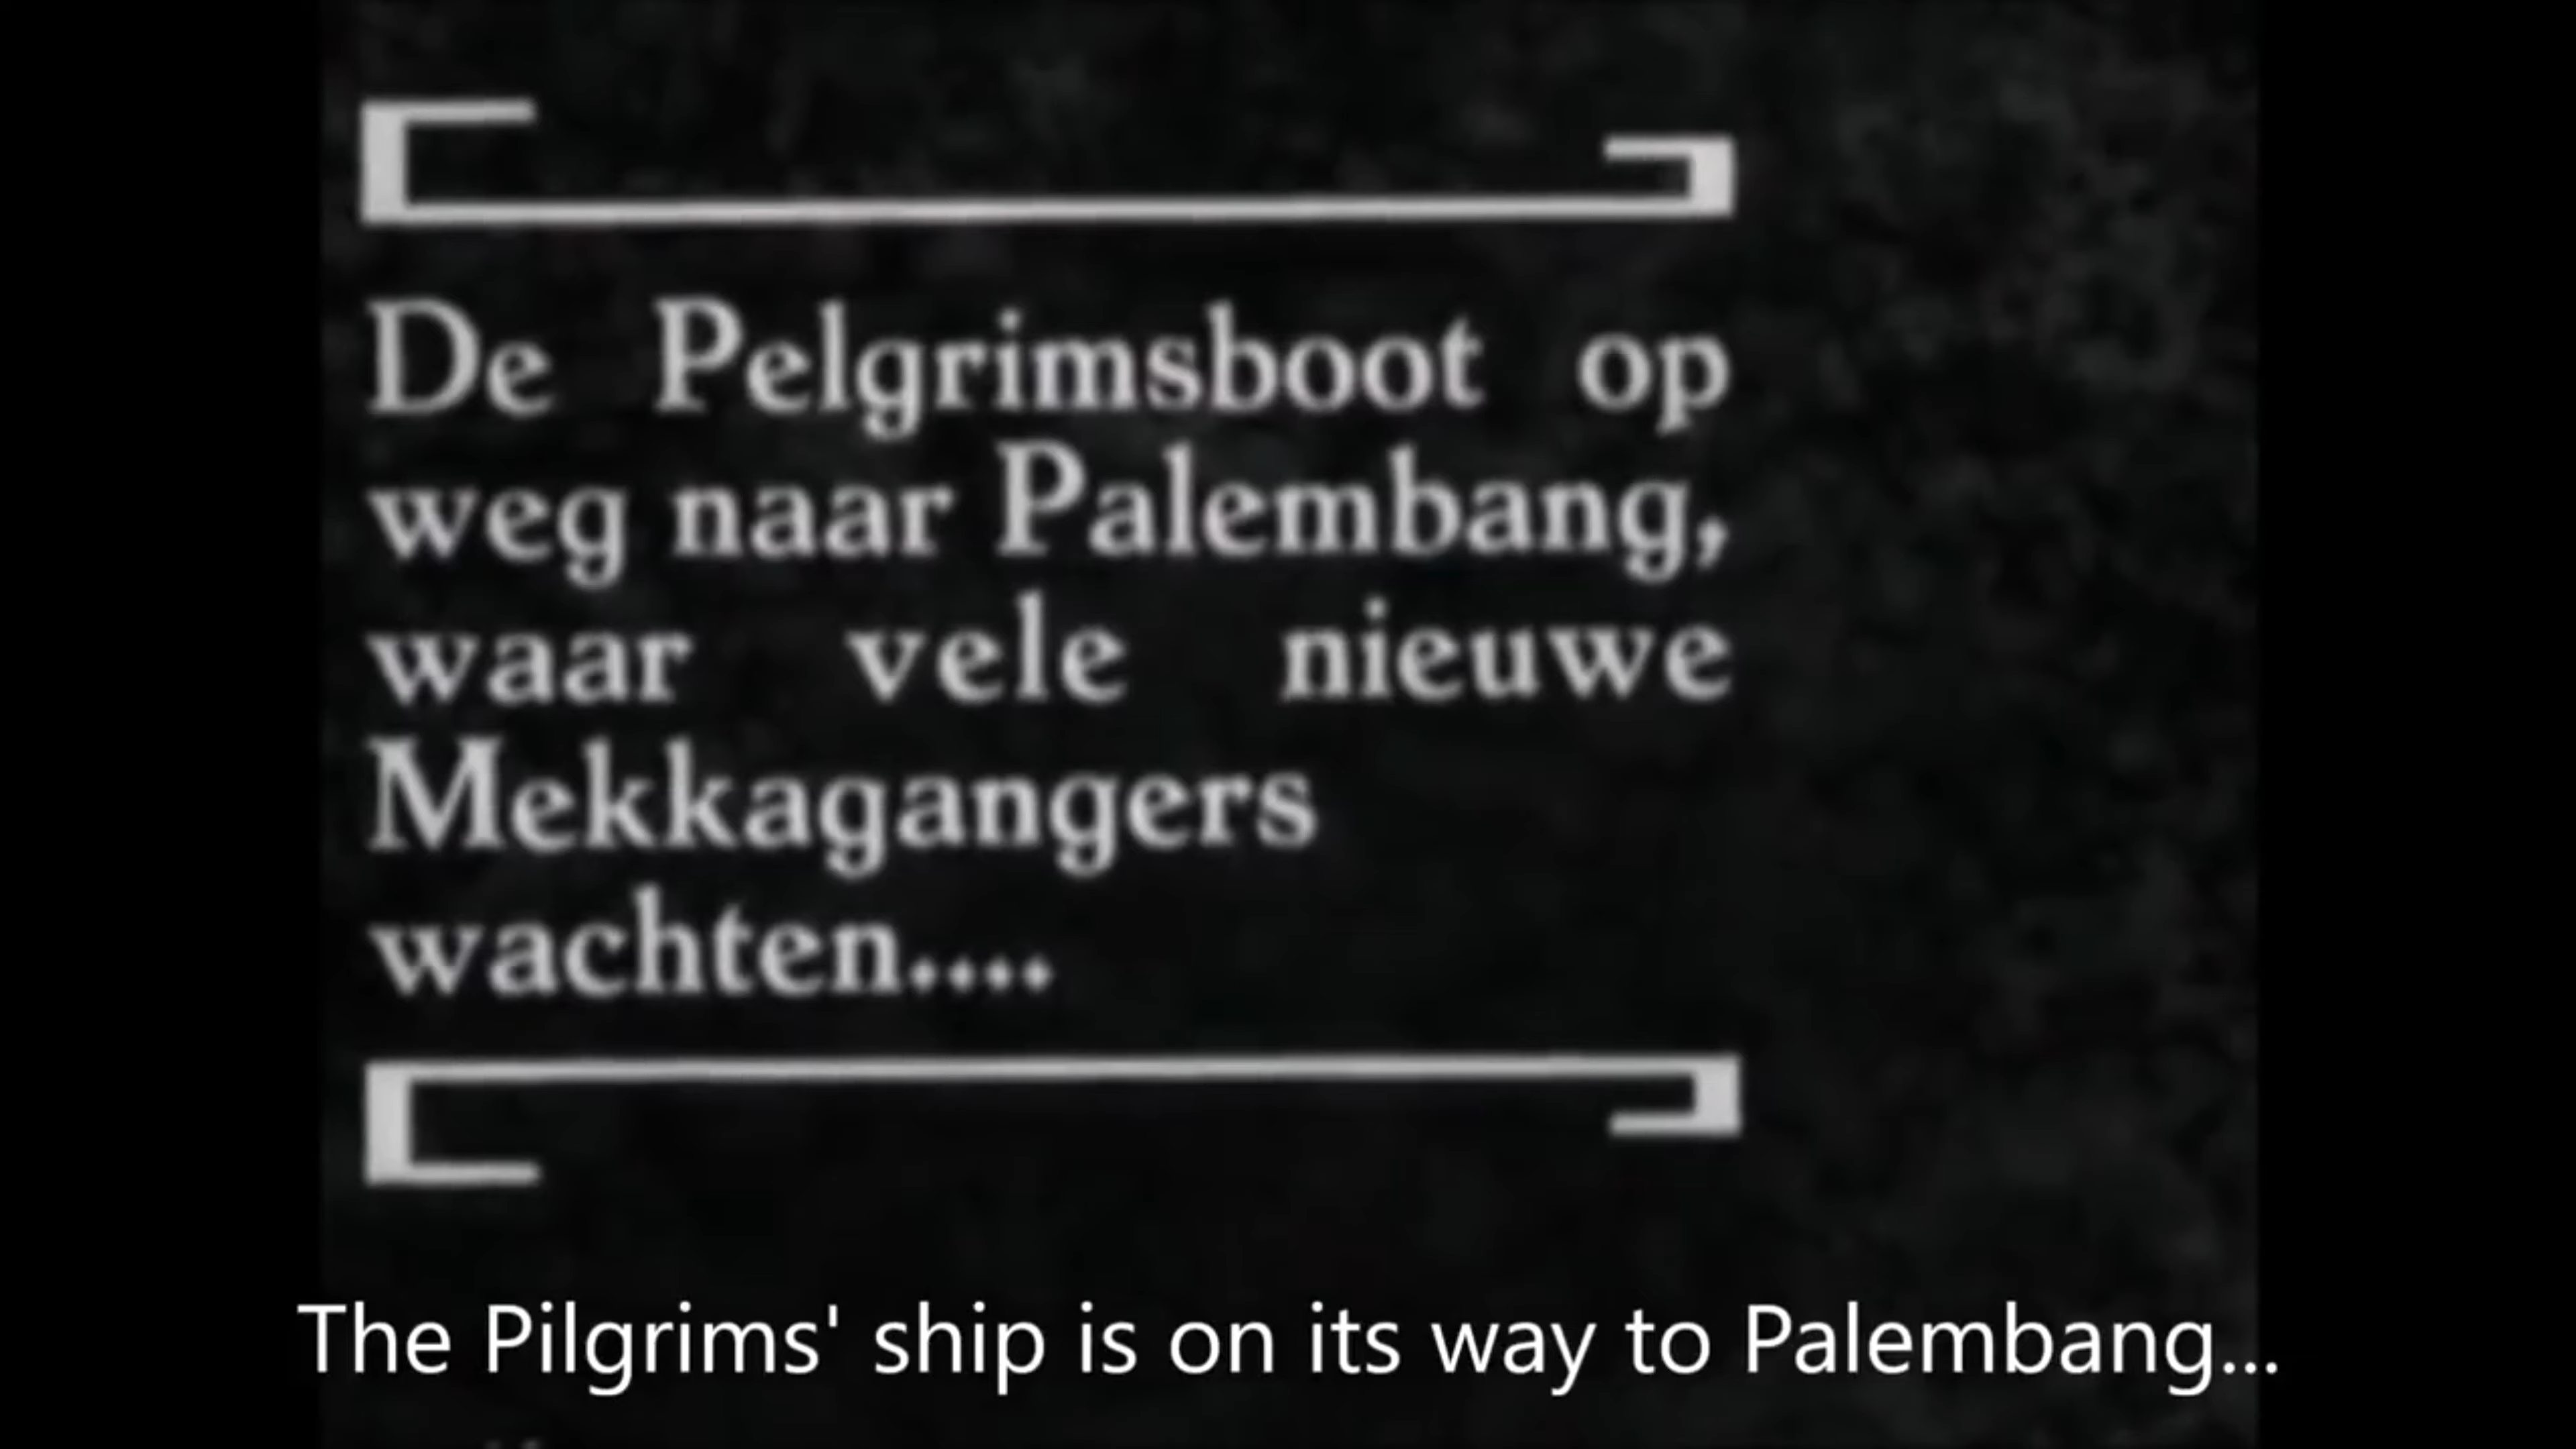 De Pelgrimsboot op
weg naar Palembang,
waar vele nieuwe
Mekkagangers
wachten....
The Pilgrims' ship is on its way to Palembang...